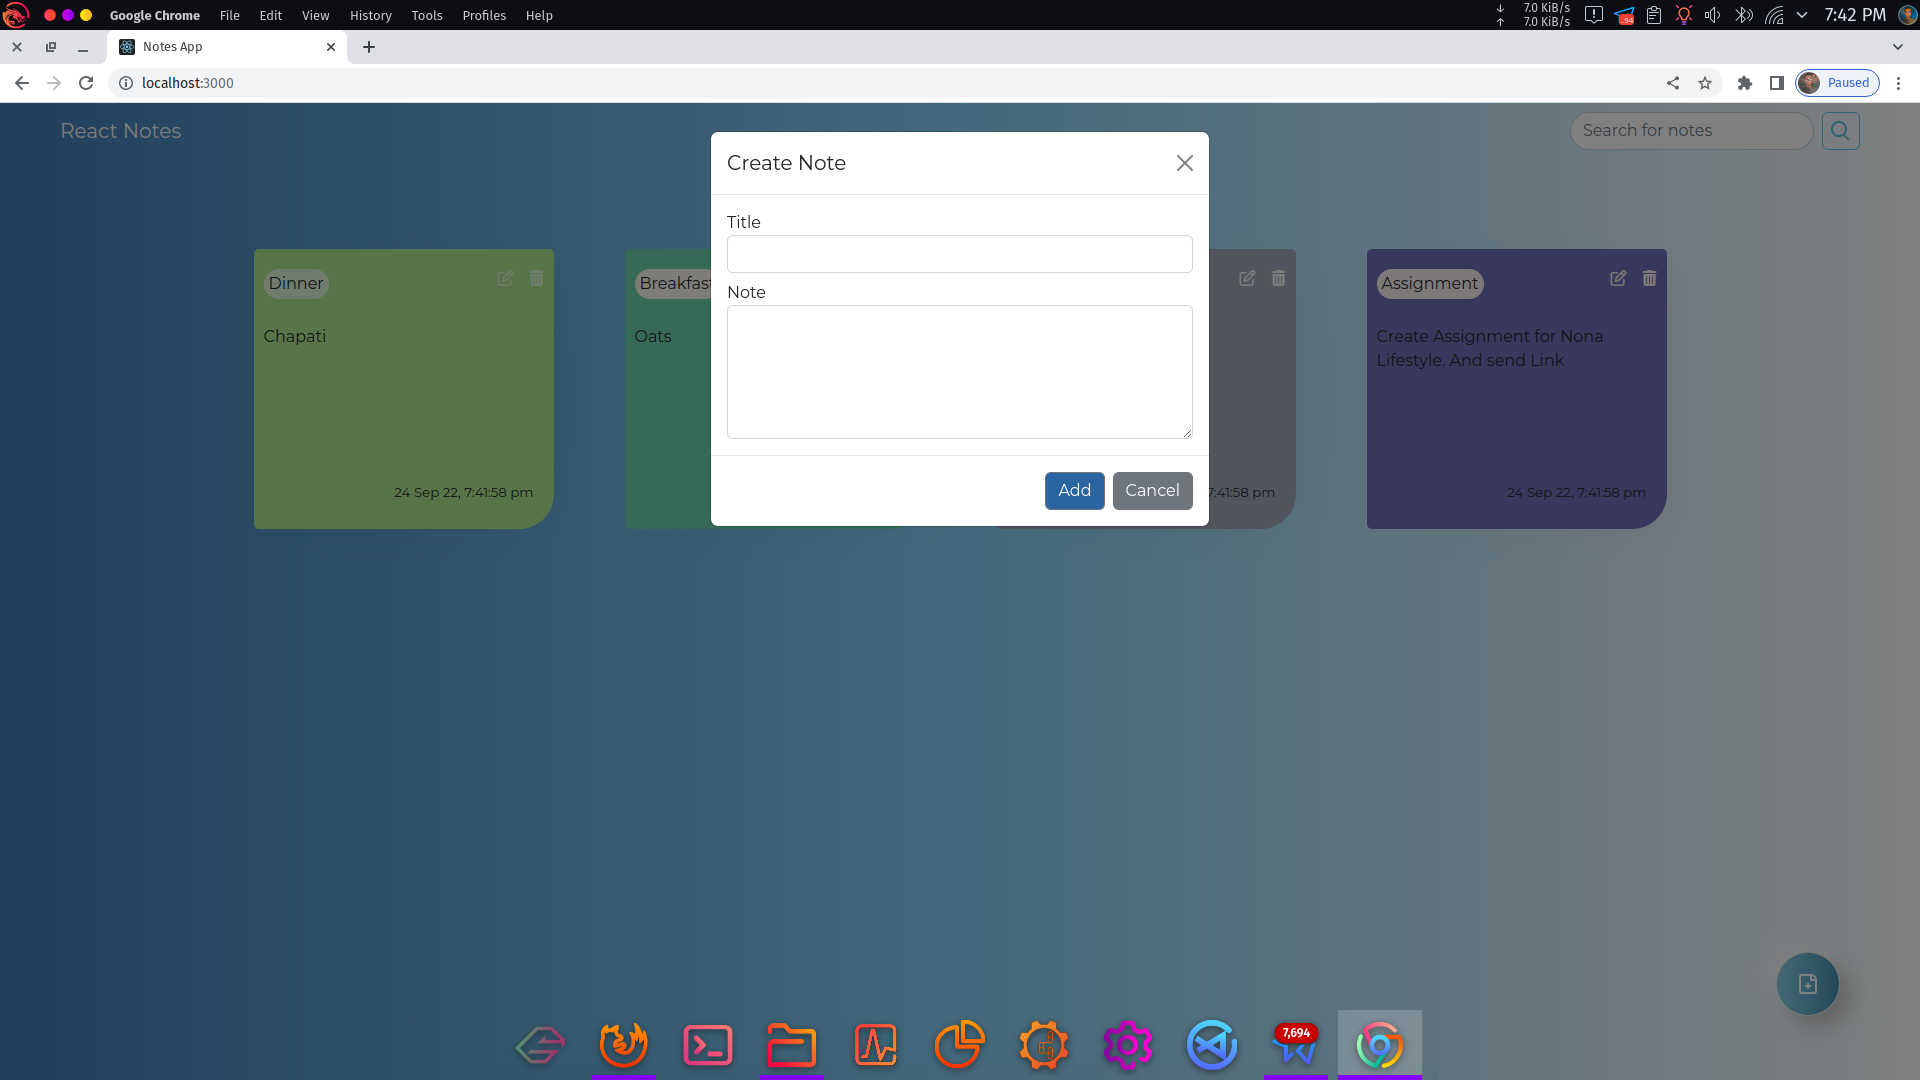 Google Chrome File Edit View History Tools Profiles Help
7.0 KiB/s
7.0 KiB/s
94
7:42 PM
Notes App
localhost:3000
Paused
React Notes
Search for notes
Create Note
Title
Note
Add Cancel
Dinner
Chapati
24 Sep 22, 7:41:58 pm
Breakfast
Oats
7:41:58 pm
Assignment
Create Assignment for Nona
Lifestyle. And send Link
24 Sep 22, 7:41:58 pm
7,694